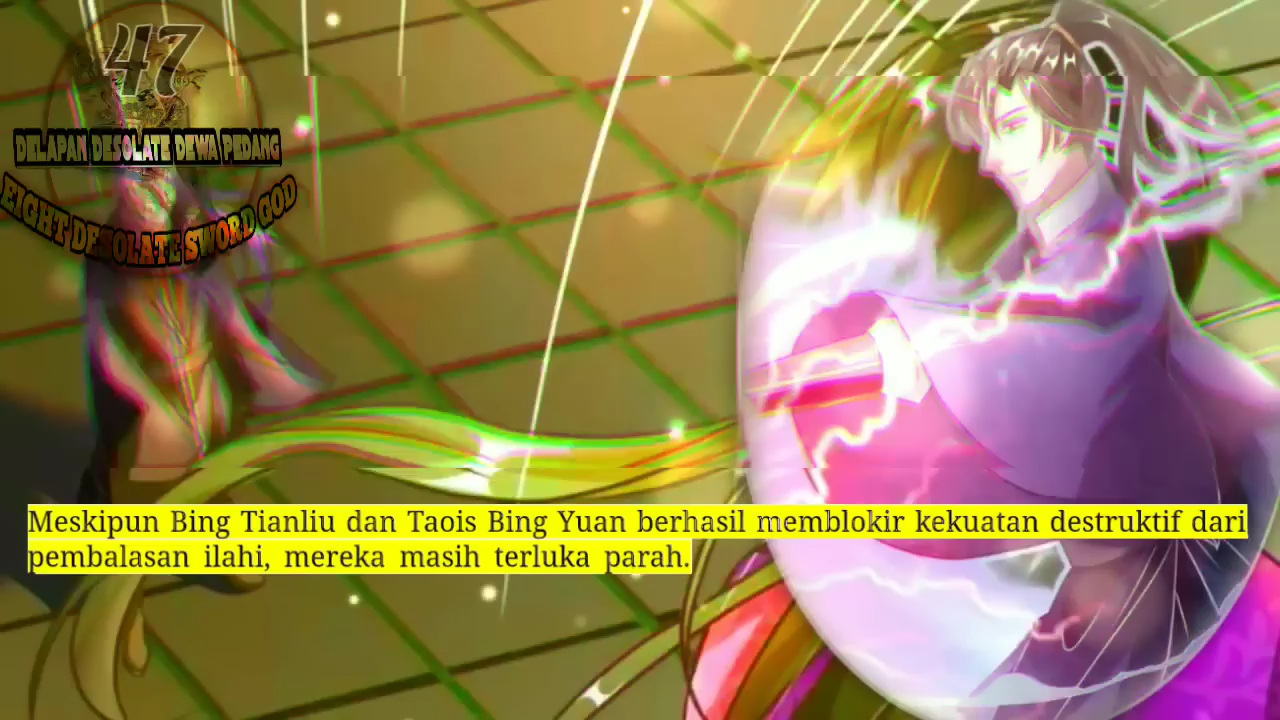 47
DELAPAN DESOLATE DEWA PEDANG
EIGHT DESOLATE SWORD GOD
Meskipun Bing Tianliu dan Taois Bing Yuan berhasil memblokir kekuatan destruktif dari
pembalasan ilahi, mereka masih terluka parah.